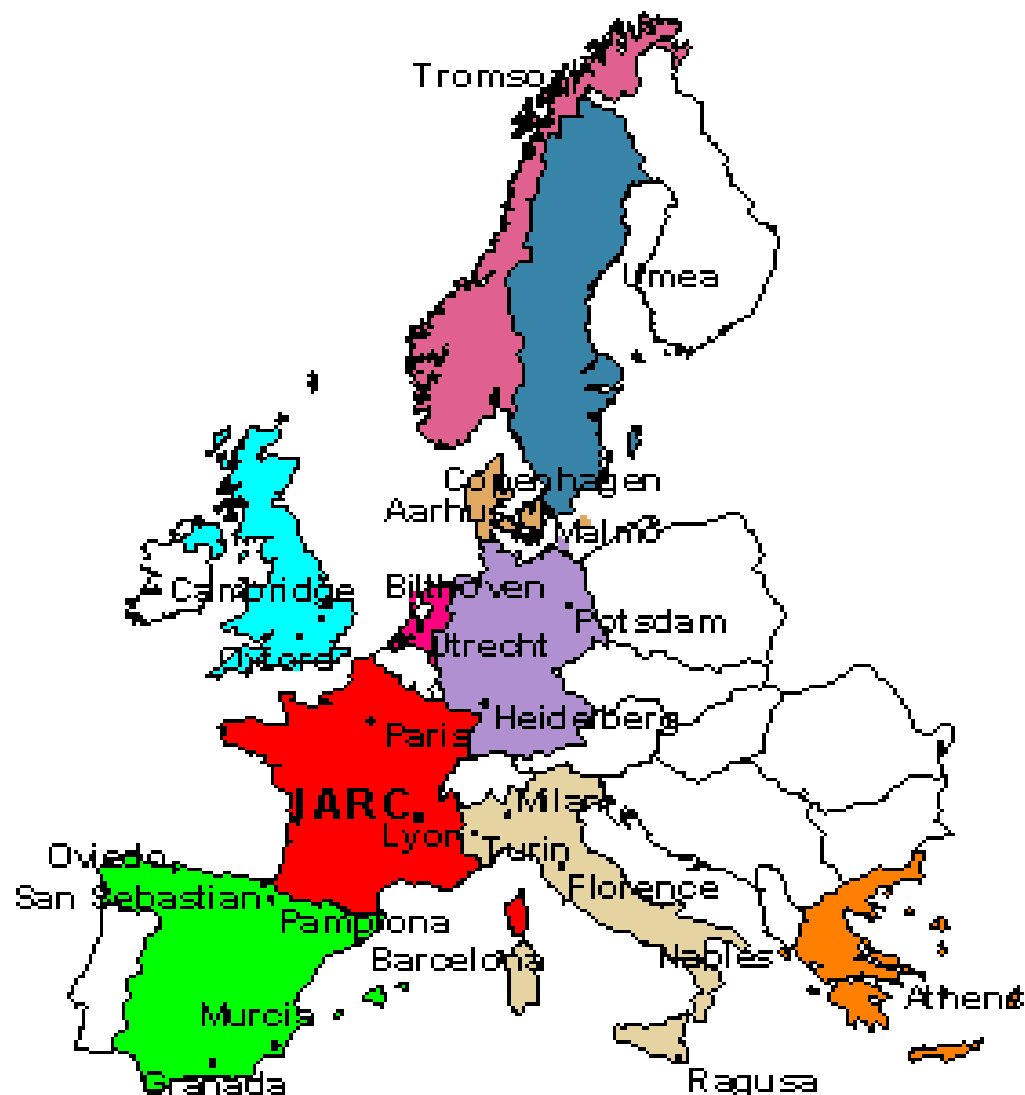 Tromso
Umea
Copenhagen
Aarhus
Malmö
Cambridge
Bilthoven
Potsdam
Utrecht
Oxford
Heidelberg
Paris
IARC
Milan
Lyon
Turin
Oviedo
Florence
San Sebastian
Pamplona
Barcelona
Naples
Athens
Murcia
Granada
Ragusa